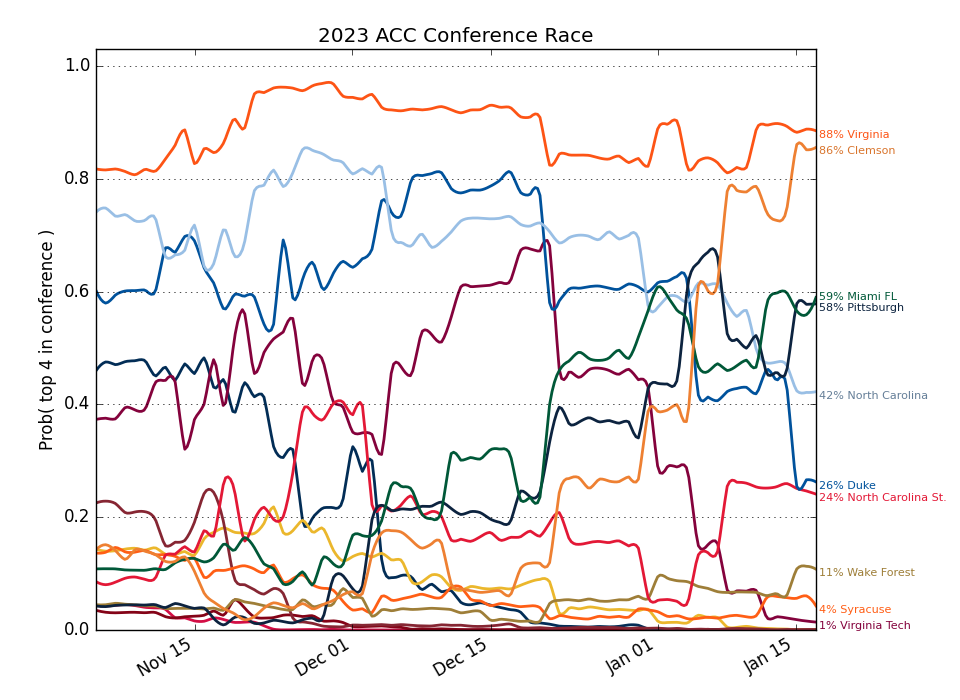 2023 ACC Conference Race
Prob( top 4 in conference )
1.0
0.8
0.6
0.4
0.2
0.0
88% Virginia
86% Clemson
59% Miami FL
58% Pittsburgh
42% North Carolina
26% Duke
24% North Carolina St.
11% Wake Forest
4% Syracuse
1% Virginia Tech
Nov 15
Dec 01
Dec 15
Jan 01
Jan 15